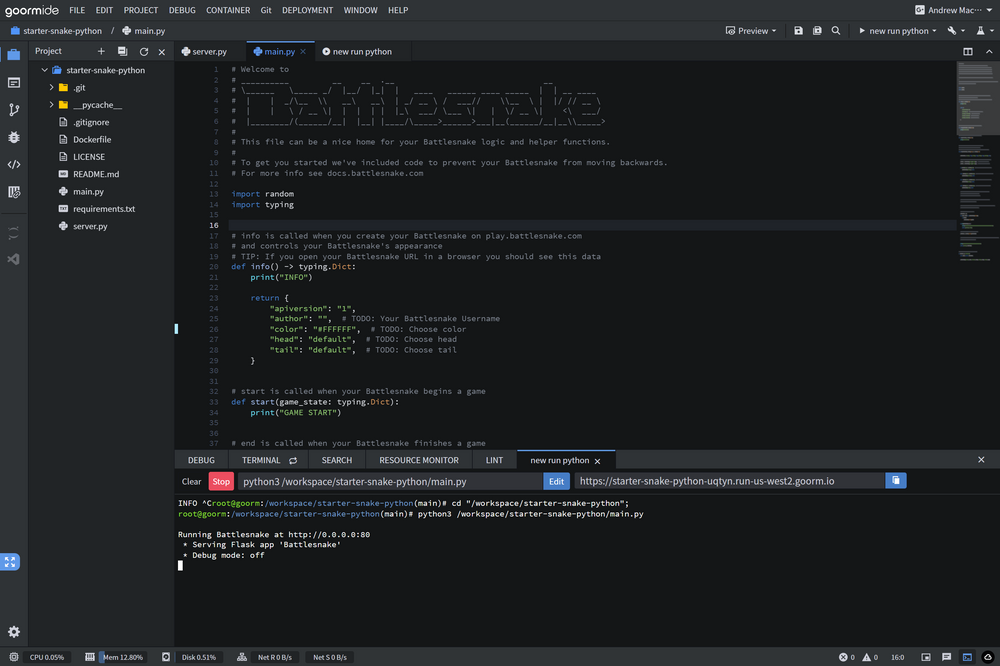 goormide FILE EDIT PROJECT DEBUG CONTAINER Git DEPLOYMENT WINDOW HELP Andrew Mac···
starter-snake-python / main.py Preview new run python
Project server.py main.py × new run python
starter-snake-python
.git
__pycache__
.gitignore
Dockerfile
LICENSE
README.md
main.py
requirements.txt
server.py
1 # Welcome to
2 #
3 #
4 #
5 #
6 #
7 #
8 # This file can be a nice home for your Battlesnake logic and helper functions.
9 #
10 # To get you started we've included code to prevent your Battlesnake from moving backwards.
11 # For more info see docs.battlesnake.com
12
13 import random
14 import typing
15
16
17 # info is called when you create your Battlesnake on play.battlesnake.com
18 # and controls your Battlesnake's appearance
19 # TIP: If you open your Battlesnake URL in a browser you should see this data
20 def info() -> typing.Dict:
21 print("INFO")
22
23 return {
24 "apiversion": "1",
25 "author": "", # TODO: Your Battlesnake Username
26 "color": "#FFFFFF", # TODO: Choose color
27 "head": "default", # TODO: Choose head
28 "tail": "default", # TODO: Choose tail
29 }
30
31
32 # start is called when your Battlesnake begins a game
33 def start(game_state: typing.Dict):
34 print("GAME START")
35
36
37 # end is called when your Battlesnake finishes a game
DEBUG TERMINAL SEARCH RESOURCE MONITOR LINT new run python ×
Clear Stop python3 /workspace/starter-snake-python/main.py Edit https://starter-snake-python-uqtyn.run-us-west2.goorm.io
INFO ^Croot@goorm:/workspace/starter-snake-python(main)# cd "/workspace/starter-snake-python";
root@goorm:/workspace/starter-snake-python(main)# python3 /workspace/starter-snake-python/main.py
Running Battlesnake at http://0.0.0.0:80
* Serving Flask app 'Battlesnake'
* Debug mode: off
CPU 0.05% Mem 12.80% Disk 0.51% Net R 0 B/s Net S 0 B/s 0 0 16:0